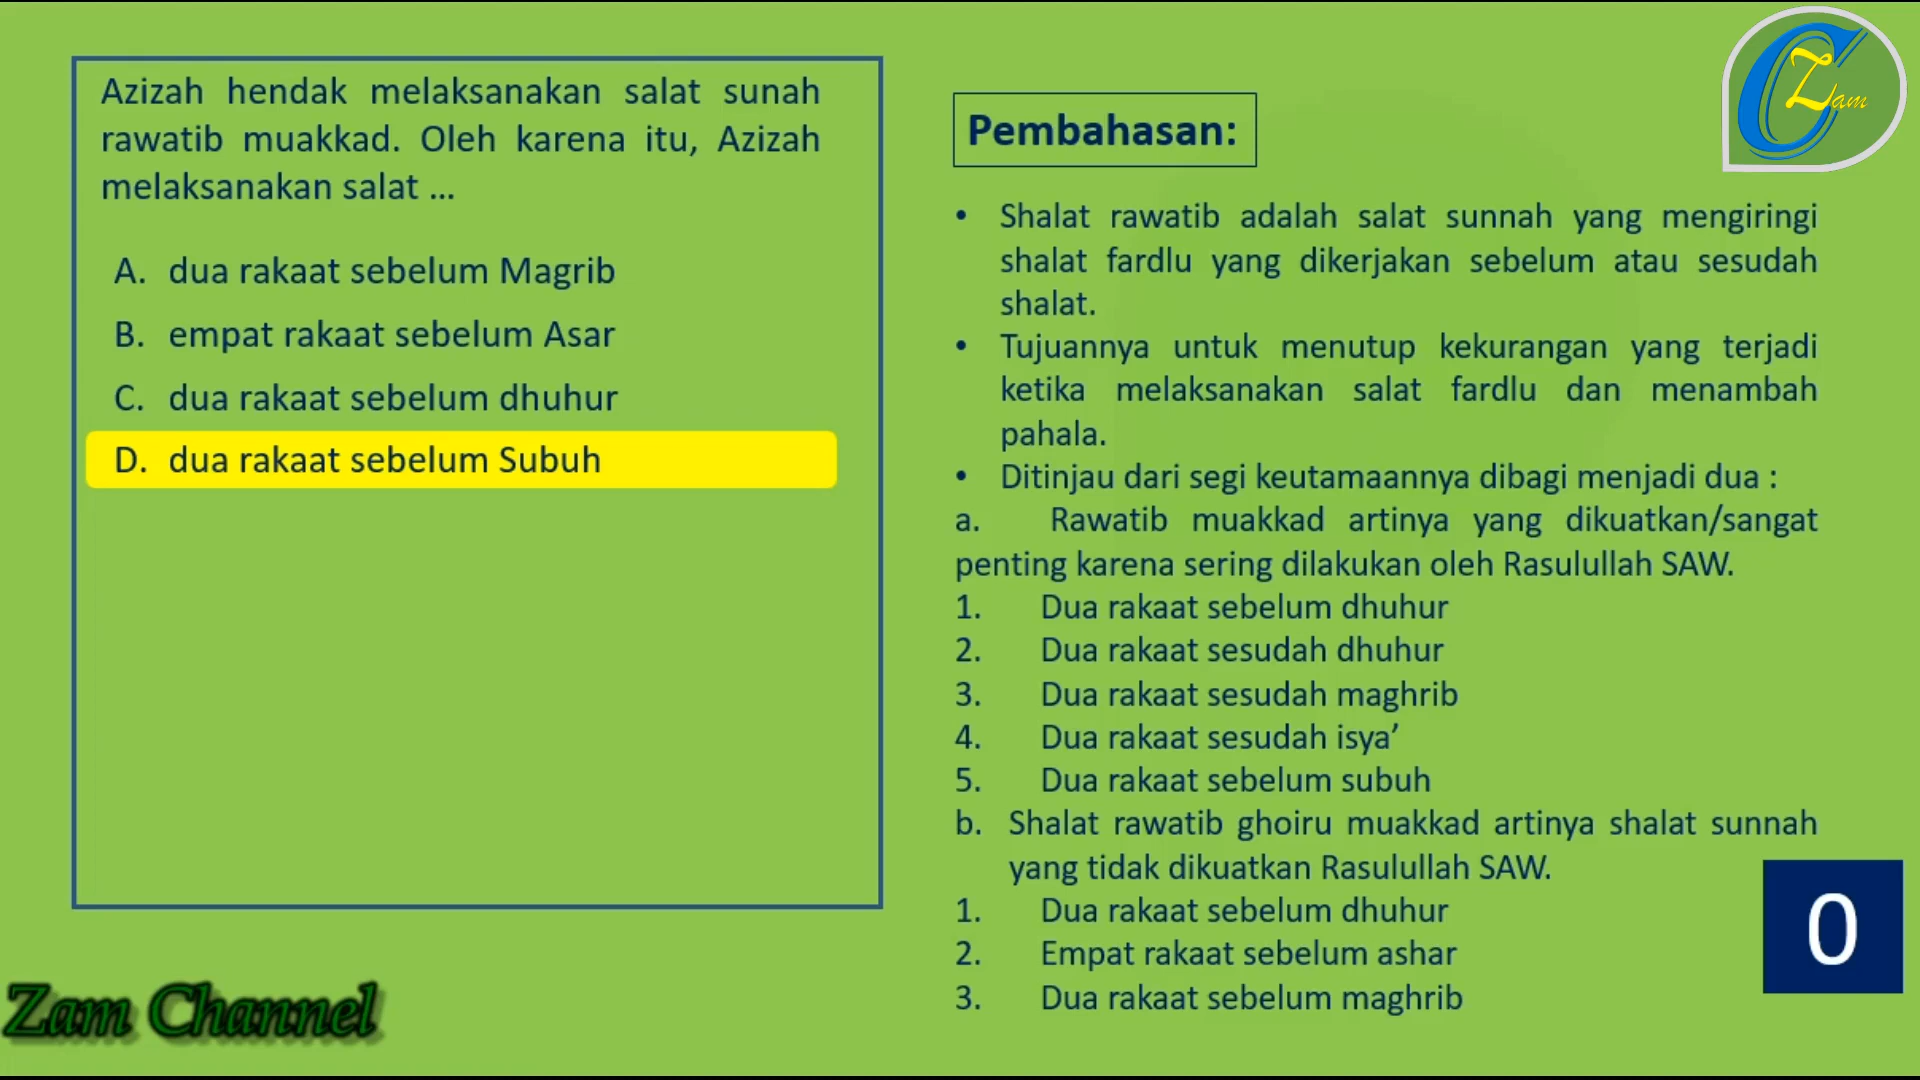 Azizah hendak melaksanakan salat sunah
rawatib muakkad. Oleh karena itu, Azizah
melaksanakan salat ...
A. dua rakaat sebelum Magrib
B. empat rakaat sebelum Asar
C. dua rakaat sebelum dhuhur
D. dua rakaat sebelum Subuh
Zam Channel
C Zam
Pembahasan:
• Shalat rawatib adalah salat sunnah yang mengiringi
shalat fardlu yang dikerjakan sebelum atau sesudah
shalat.
• Tujuannya untuk menutup kekurangan yang terjadi
ketika melaksanakan salat fardlu dan menambah
pahala.
• Ditinjau dari segi keutamaannya dibagi menjadi dua :
a. Rawatib muakkad artinya yang dikuatkan/sangat
penting karena sering dilakukan oleh Rasulullah SAW.
1. Dua rakaat sebelum dhuhur
2. Dua rakaat sesudah dhuhur
3. Dua rakaat sesudah maghrib
4. Dua rakaat sesudah isya’
5. Dua rakaat sebelum subuh
b. Shalat rawatib ghoiru muakkad artinya shalat sunnah
yang tidak dikuatkan Rasulullah SAW.
1. Dua rakaat sebelum dhuhur
2. Empat rakaat sebelum ashar
3. Dua rakaat sebelum maghrib
0